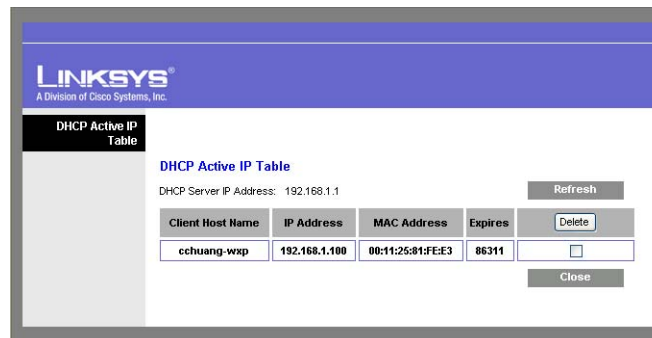 LINKSYS®
A Division of Cisco Systems, Inc.
DHCP Active IP
Table
DHCP Active IP Table
DHCP Server IP Address: 192.168.1.1
Refresh
Client Host Name IP Address MAC Address Expires Delete
cchuang-wxp 192.168.1.100 00:11:25:81:FE:E3 86311
Close